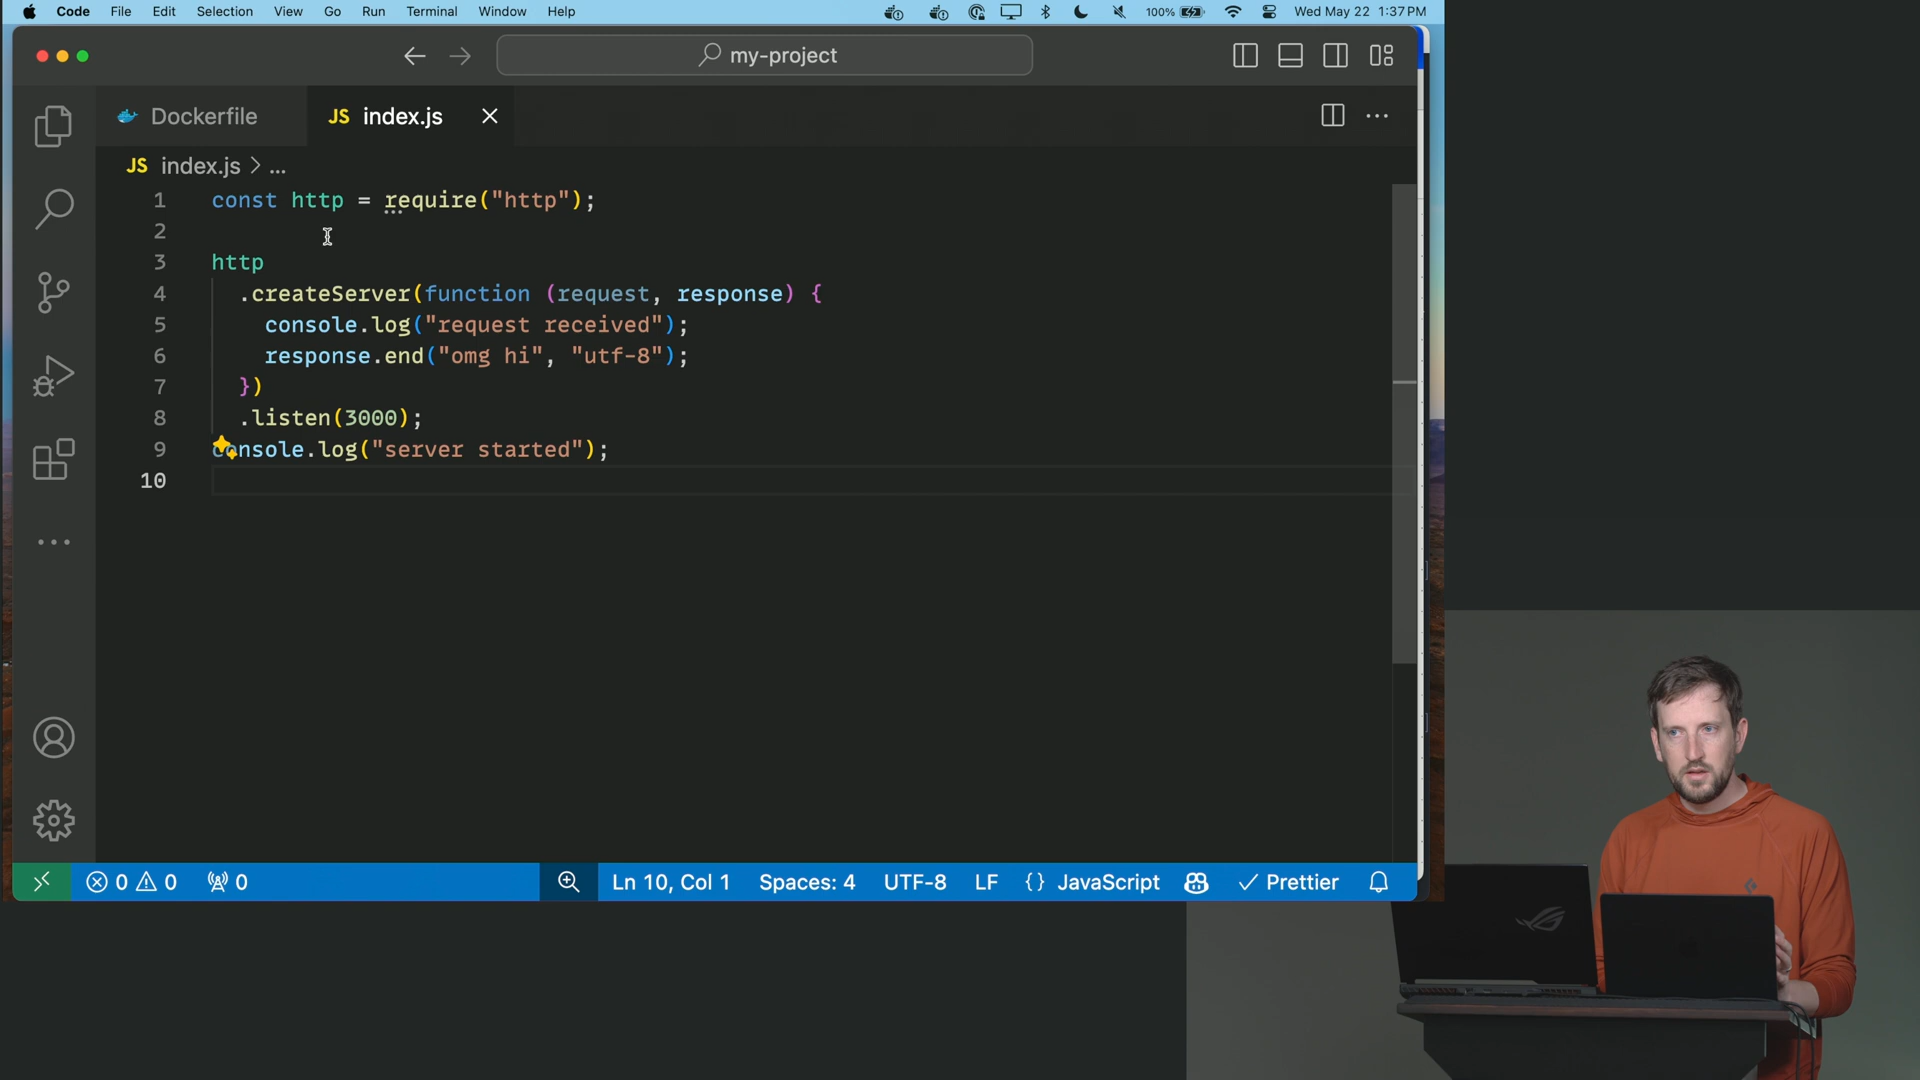 Code File Edit Selection View Go Run Terminal Window Help 100% Wed May 22 1:37 PM
my-project
Dockerfile JS index.js
JS index.js > ...
1 const http = require("http");
2
3 http
4 .createServer(function (request, response) {
5 console.log("request received");
6 response.end("omg hi", "utf-8");
7 })
8 .listen(3000);
9 console.log("server started");
10
0 0 0 Ln 10, Col 1 Spaces: 4 UTF-8 LF {} JavaScript Prettier